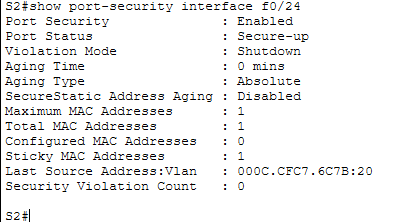 S2#show port-security interface f0/24
Port Security : Enabled
Port Status : Secure-up
Violation Mode : Shutdown
Aging Time : 0 mins
Aging Type : Absolute
SecureStatic Address Aging : Disabled
Maximum MAC Addresses : 1
Total MAC Addresses : 1
Configured MAC Addresses : 0
Sticky MAC Addresses : 1
Last Source Address:Vlan : 000C.CFC7.6C7B:20
Security Violation Count : 0
S2#